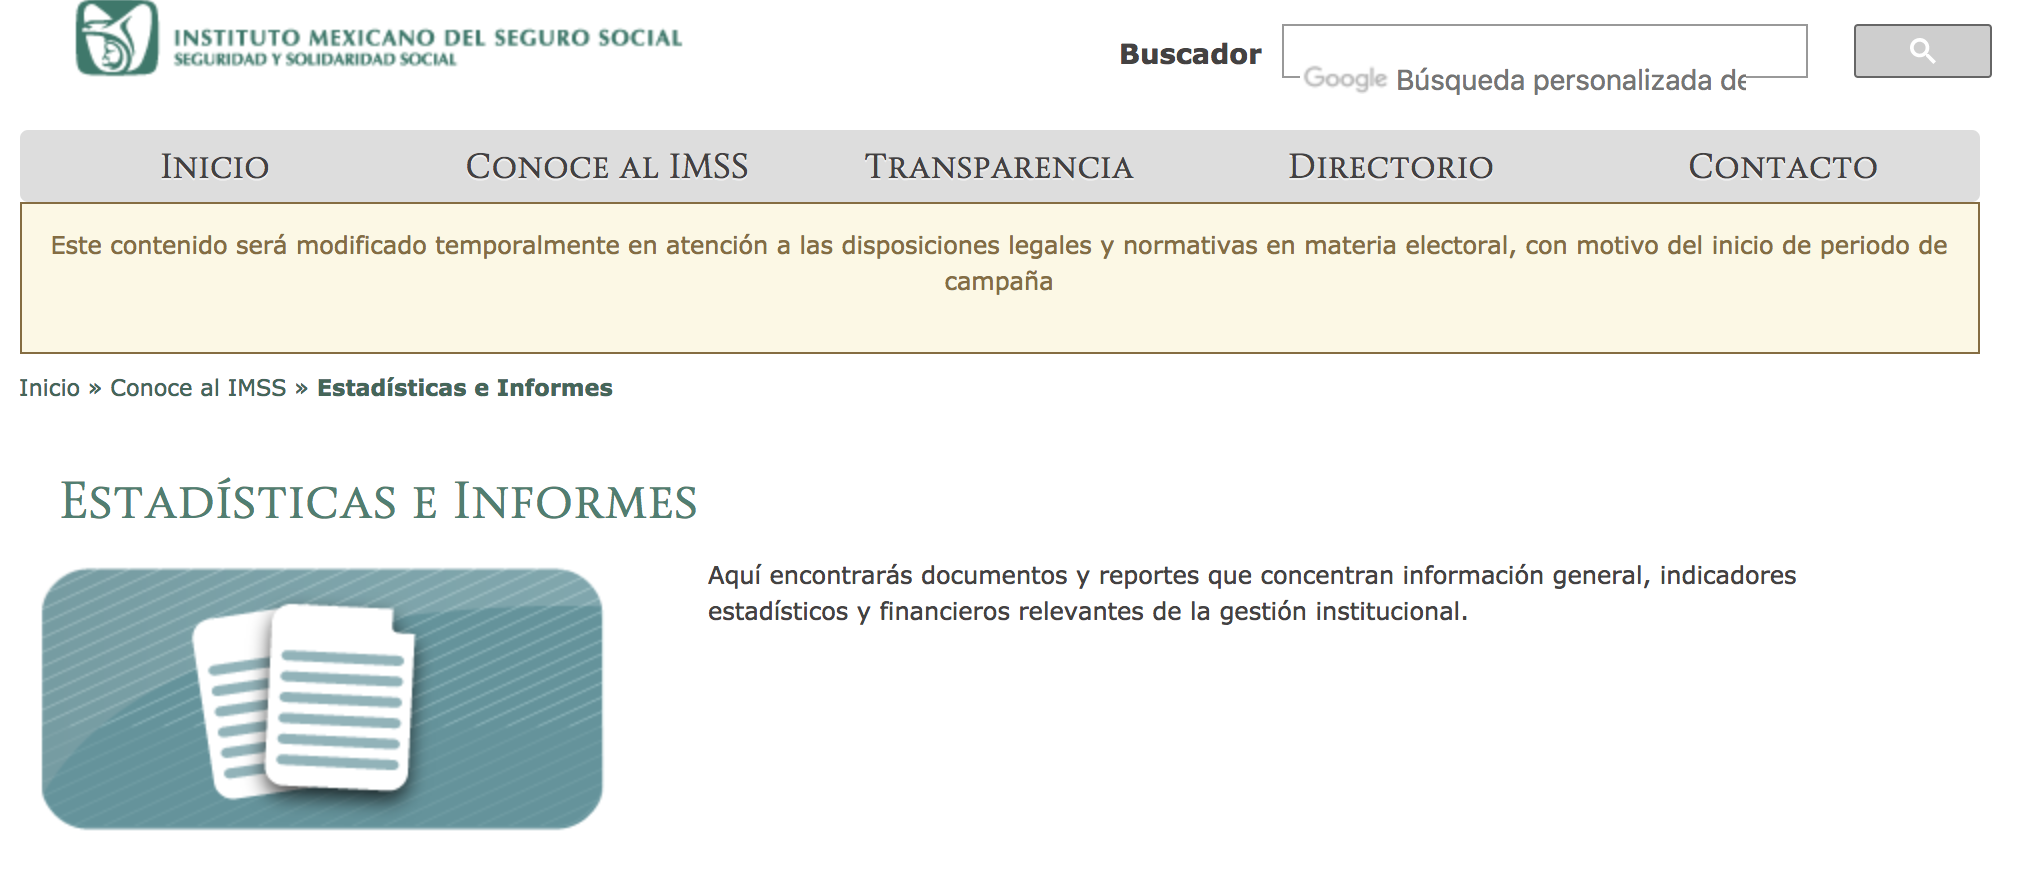 INSTITUTO MEXICANO DEL SEGURO SOCIAL
SEGURIDAD Y SOLIDARIDAD SOCIAL
Buscador
Google Búsqueda personalizada de
INICIO CONOCE AL IMSS TRANSPARENCIA DIRECTORIO CONTACTO
Este contenido será modificado temporalmente en atención a las disposiciones legales y normativas en materia electoral, con motivo del inicio de periodo de
campaña
Inicio » Conoce al IMSS » Estadísticas e Informes
ESTADÍSTICAS E INFORMES
Aquí encontrarás documentos y reportes que concentran información general, indicadores
estadísticos y financieros relevantes de la gestión institucional.